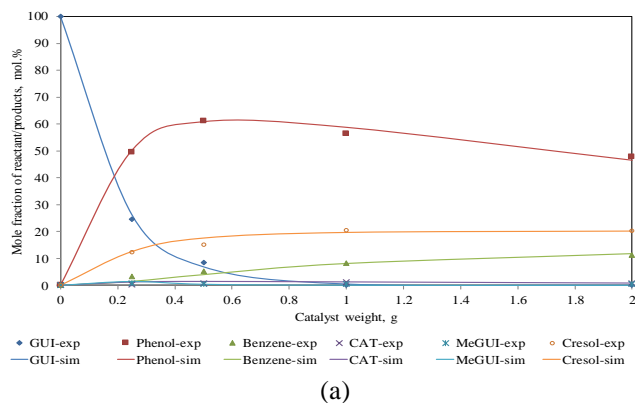 Mole fraction of reactant/products, mol.%
100
90
80
70
60
50
40
30
20
10
0
0 0.2 0.4 0.6 0.8 1 1.2 1.4 1.6 1.8 2
Catalyst weight, g
GUI-exp Phenol-exp Benzene-exp CAT-exp MeGUI-exp Cresol-exp
GUI-sim Phenol-sim Benzene-sim CAT-sim MeGUI-sim Cresol-sim
(a)